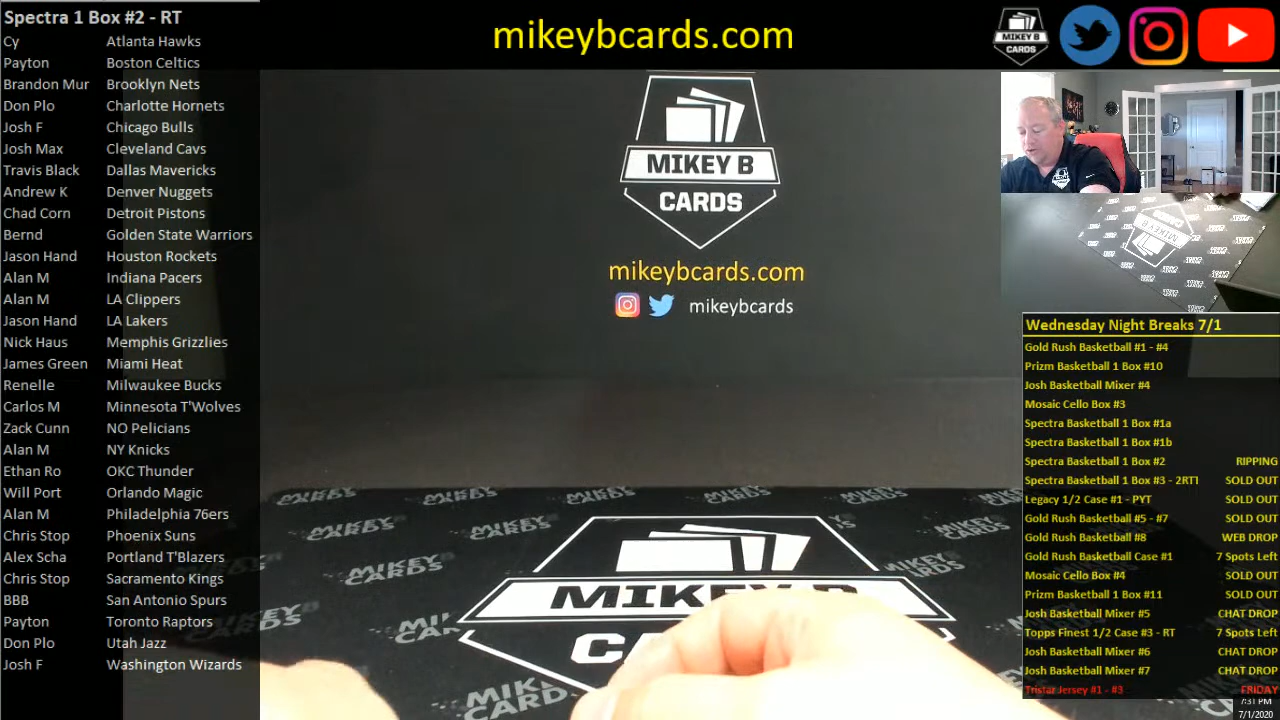 Spectra 1 Box #2 - RT
Cy Atlanta Hawks
Payton Boston Celtics
Brandon Mur Brooklyn Nets
Don Plo Charlotte Hornets
Josh F Chicago Bulls
Josh Max Cleveland Cavs
Travis Black Dallas Mavericks
Andrew K Denver Nuggets
Chad Corn Detroit Pistons
Bernd Golden State Warriors
Jason Hand Houston Rockets
Alan M Indiana Pacers
Alan M LA Clippers
Jason Hand LA Lakers
Nick Haus Memphis Grizzlies
James Green Miami Heat
Renelle Milwaukee Bucks
Carlos M Minnesota T'Wolves
Zack Cunn NO Pelicians
Alan M NY Knicks
Ethan Ro OKC Thunder
Will Port Orlando Magic
Alan M Philadelphia 76ers
Chris Stop Phoenix Suns
Alex Scha Portland T'Blazers
Chris Stop Sacramento Kings
BBB San Antonio Spurs
Payton Toronto Raptors
Don Plo Utah Jazz
Josh F Washington Wizards
mikeybcards.com
MIKEY B
CARDS
MIKEY B
CARDS
mikeybcards.com
mikeybcards
MIKEY B
Wednesday Night Breaks 7/1
Gold Rush Basketball #1 - #4
Prizm Basketball 1 Box #10
Josh Basketball Mixer #4
Mosaic Cello Box #3
Spectra Basketball 1 Box #1a
Spectra Basketball 1 Box #1b
Spectra Basketball 1 Box #2 RIPPING
Spectra Basketball 1 Box #3 - 2RT1 SOLD OUT
Legacy 1/2 Case #1 - PYT SOLD OUT
Gold Rush Basketball #5 - #7 SOLD OUT
Gold Rush Basketball #8 WEB DROP
Gold Rush Basketball Case #1 7 Spots Left
Mosaic Cello Box #4 SOLD OUT
Prizm Basketball 1 Box #11 SOLD OUT
Josh Basketball Mixer #5 CHAT DROP
Topps Finest 1/2 Case #3 - RT 7 Spots Left
Josh Basketball Mixer #6 CHAT DROP
Josh Basketball Mixer #7 CHAT DROP
Tristar Jersey #1 - #3 FRIDAY
7:31 PM
7/1/2020